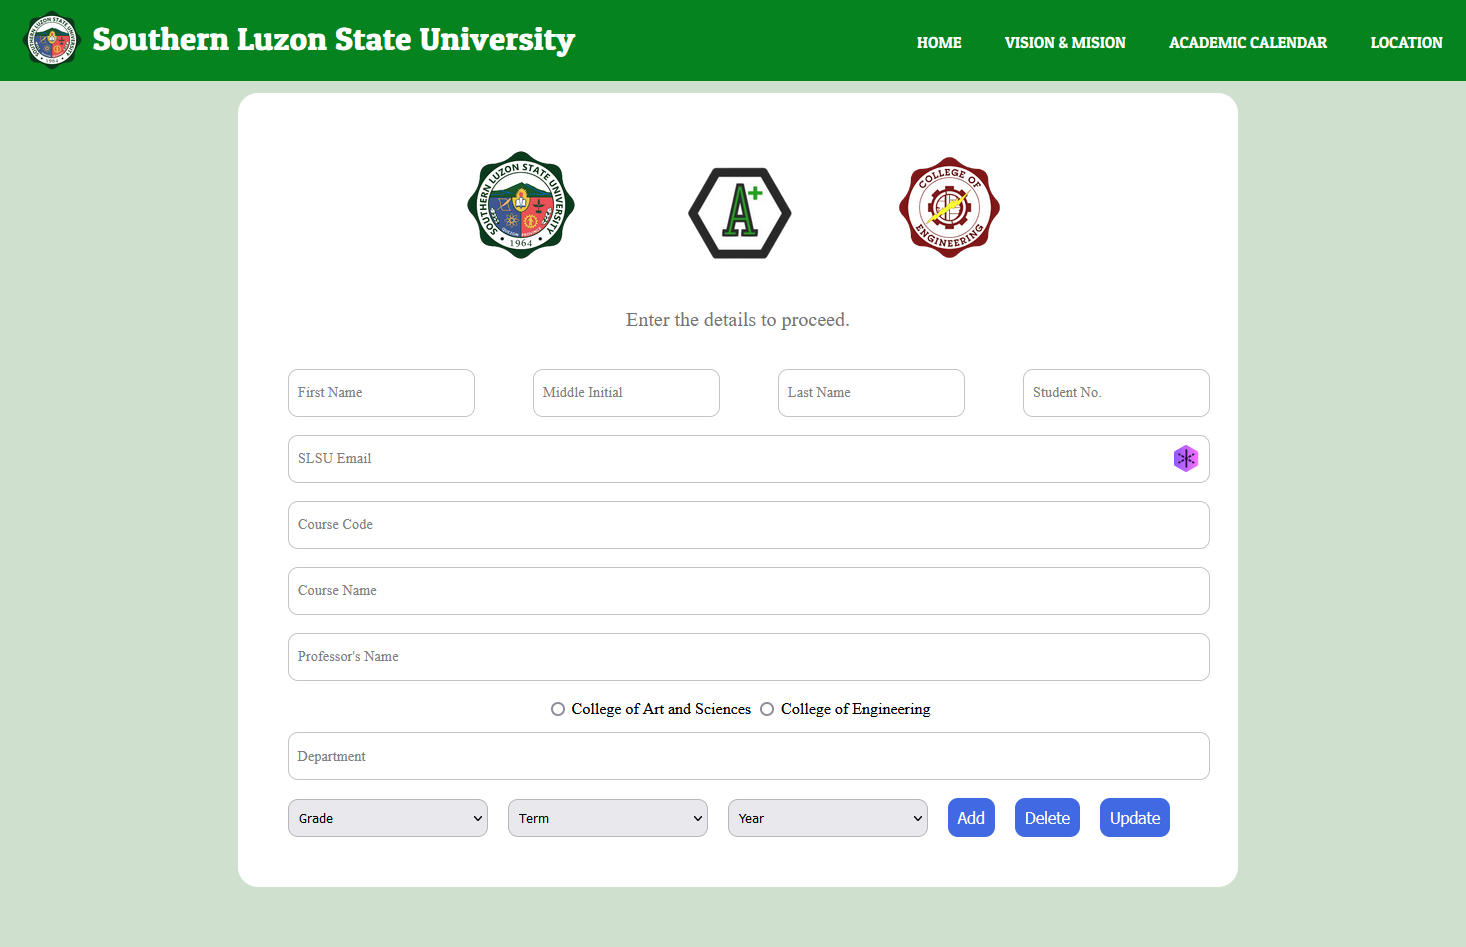 Southern Luzon State University
HOME VISION & MISION ACADEMIC CALENDAR LOCATION
SOUTHERN LUZON STATE UNIVERSITY
1964
A+
COLLEGE OF
ENGINEERING
Enter the details to proceed.
First Name Middle Initial Last Name Student No.
SLSU Email
Course Code
Course Name
Professor's Name
College of Art and Sciences College of Engineering
Department
Grade Term Year Add Delete Update